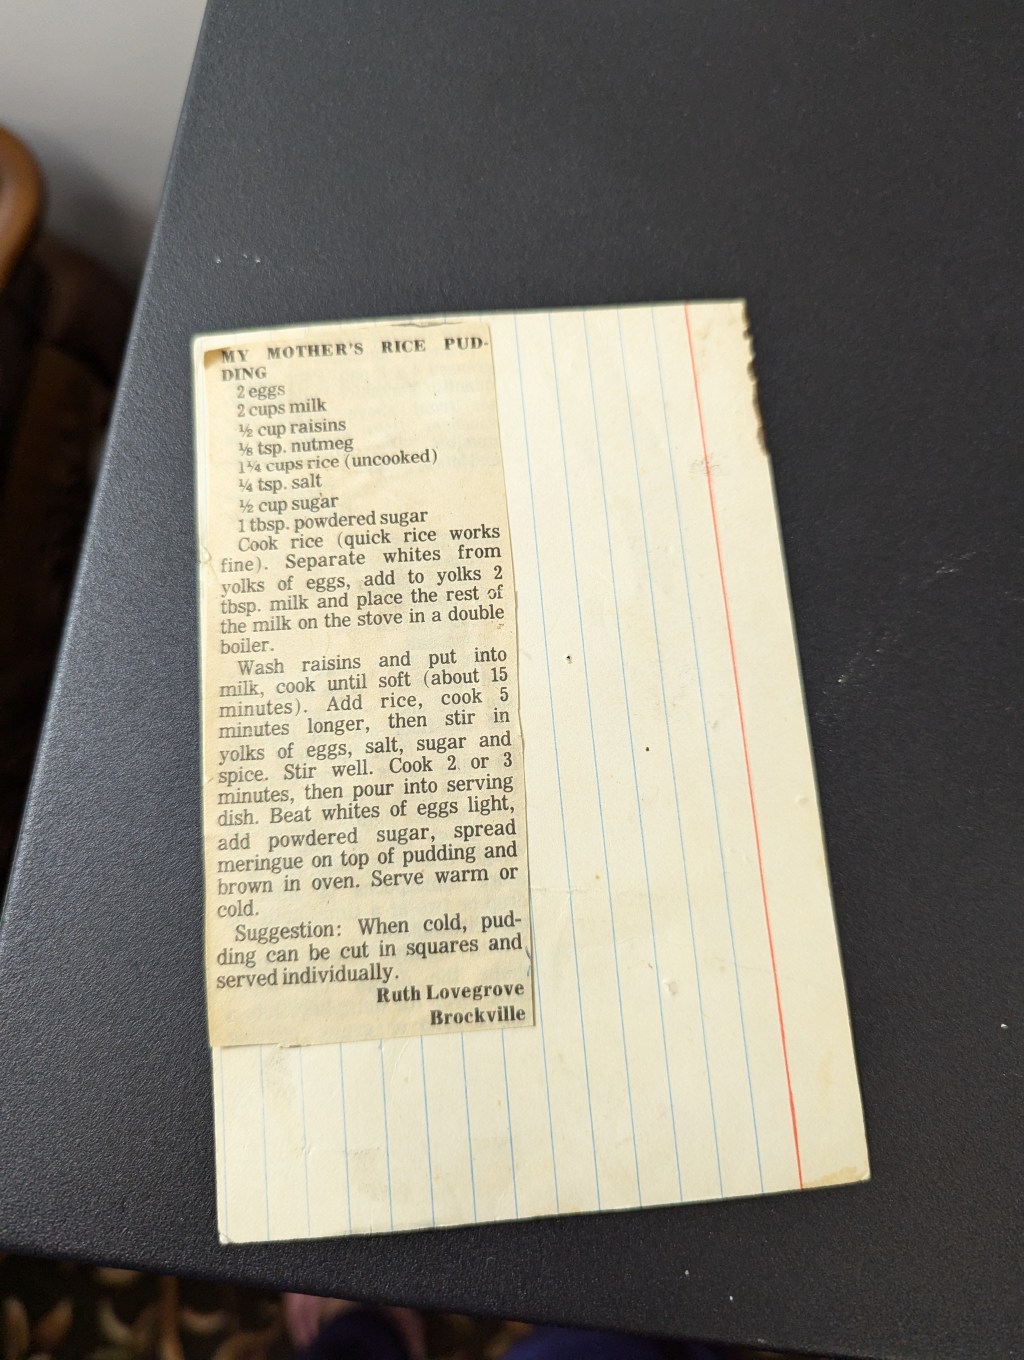 MY MOTHER'S RICE PUD-
DING
2 eggs
2 cups milk
½ cup raisins
⅛ tsp. nutmeg
1¼ cups rice (uncooked)
¼ tsp. salt
½ cup sugar
1 tbsp. powdered sugar
Cook rice (quick rice works
fine). Separate whites from
yolks of eggs, add to yolks 2
tbsp. milk and place the rest of
the milk on the stove in a double
boiler.
Wash raisins and put into
milk, cook until soft (about 15
minutes). Add rice, cook 5
minutes longer, then stir in
yolks of eggs, salt, sugar and
spice. Stir well. Cook 2 or 3
minutes, then pour into serving
dish. Beat whites of eggs light,
add powdered sugar, spread
meringue on top of pudding and
brown in oven. Serve warm or
cold.
Suggestion: When cold, pud-
ding can be cut in squares and
served individually.
Ruth Lovegrove
Brockville